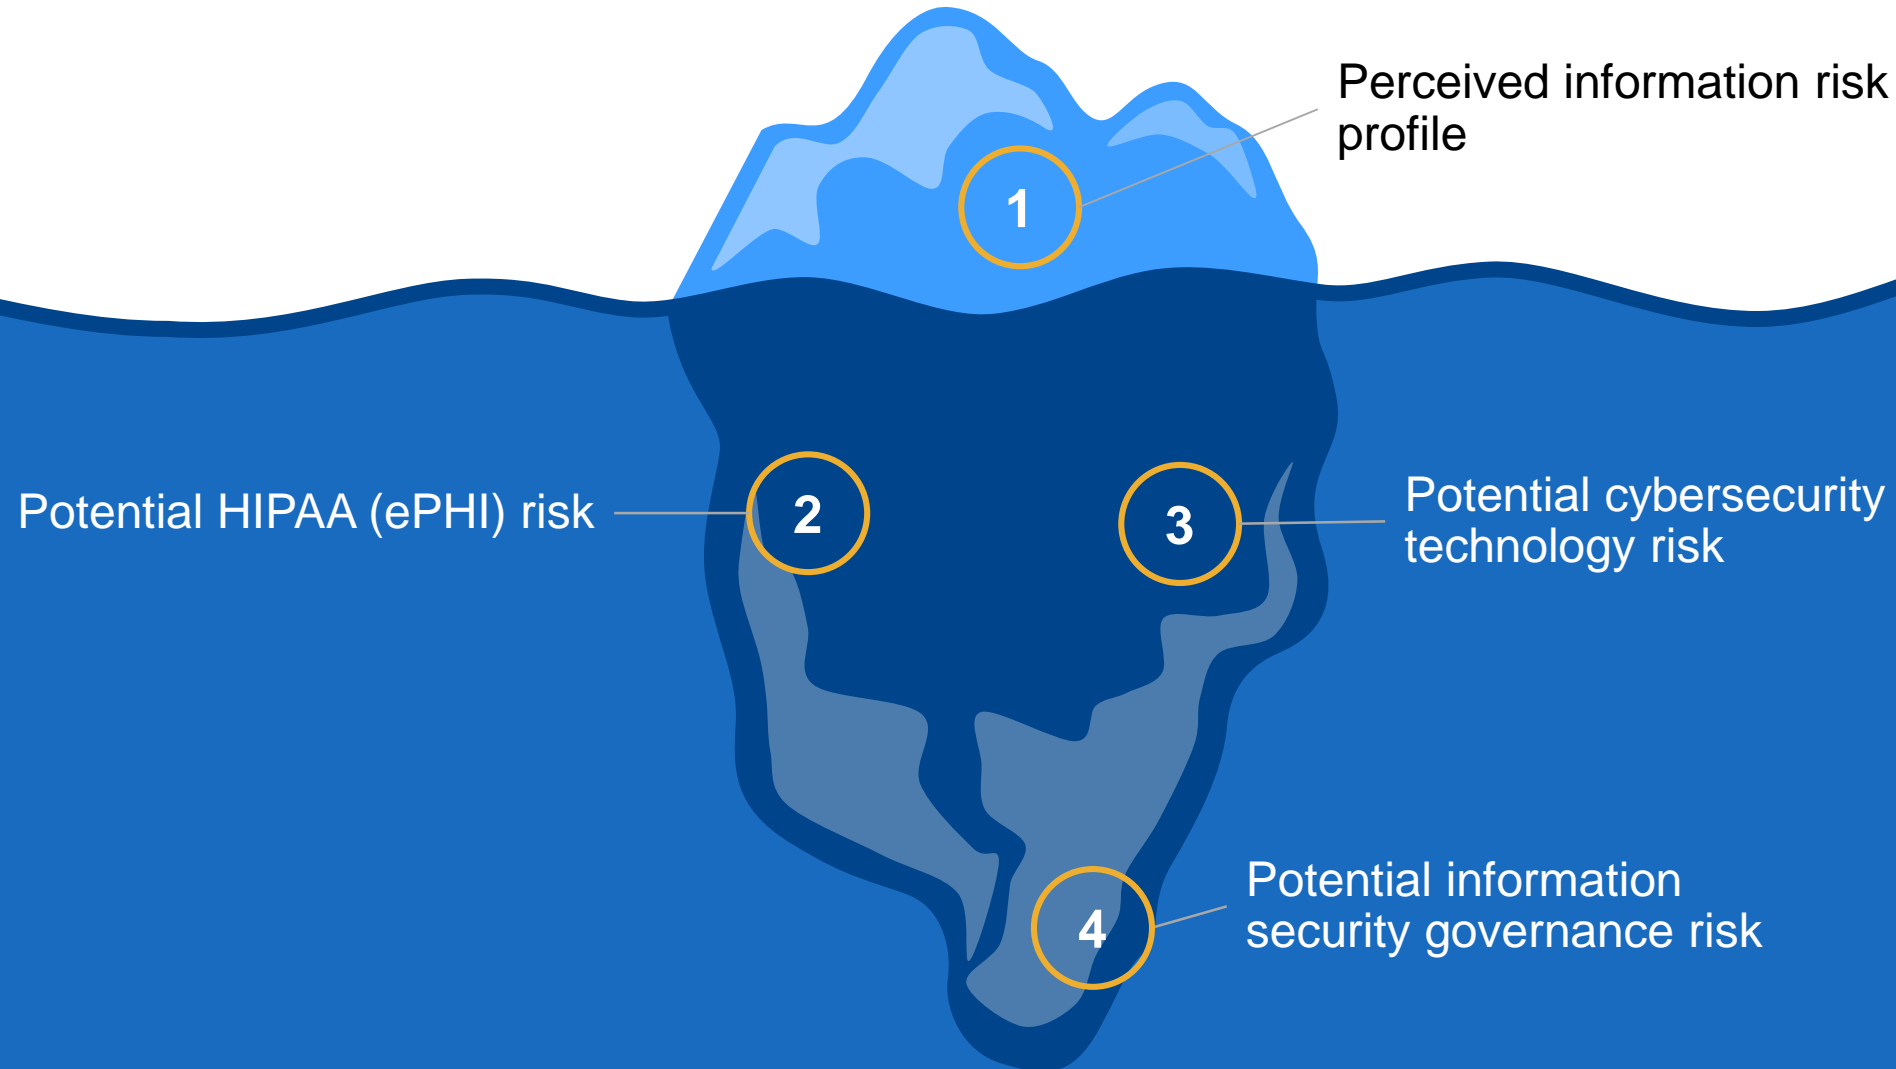 Perceived information risk
profile
1
Potential HIPAA (ePHI) risk
2
3
Potential cybersecurity
technology risk
4
Potential information
security governance risk